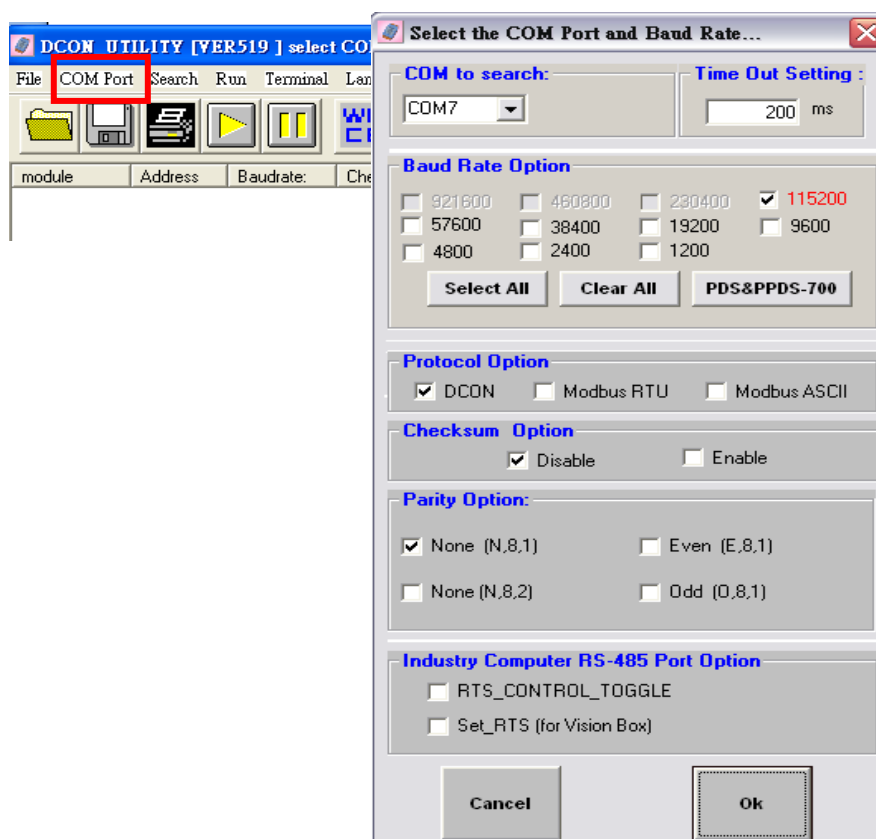 DCON UTILITY [VER519 ] select CO
File COM Port Search Run Terminal Lan
module Address Baudrate: Che
Select the COM Port and Baud Rate...
COM to search:
COM7
Time Out Setting :
200 ms
Baud Rate Option
921600 460800 230400 115200
57600 38400 19200 9600
4800 2400 1200
Select All Clear All PDS&PPDS-700
Protocol Option
DCON Modbus RTU Modbus ASCII
Checksum Option
Disable Enable
Parity Option:
None (N,8,1) Even (E,8,1)
None (N,8,2) Odd (O,8,1)
Industry Computer RS-485 Port Option
RTS_CONTROL_TOGGLE
Set_RTS (for Vision Box)
Cancel Ok